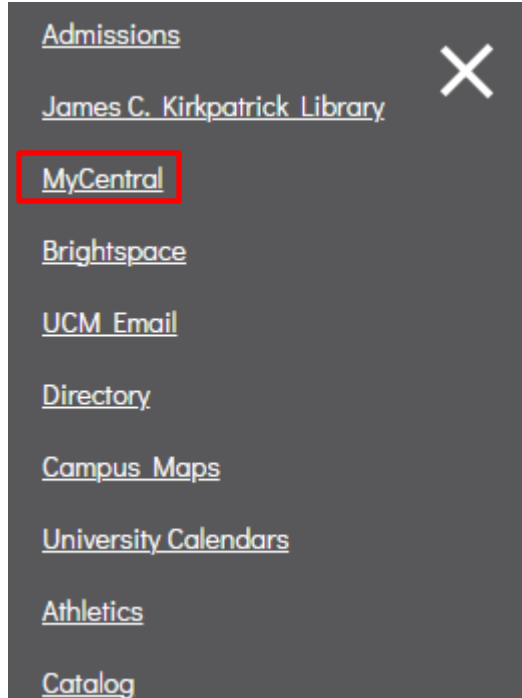 Admissions
James C. Kirkpatrick Library
MyCentral
Brightspace
UCM Email
Directory
Campus Maps
University Calendars
Athletics
Catalog